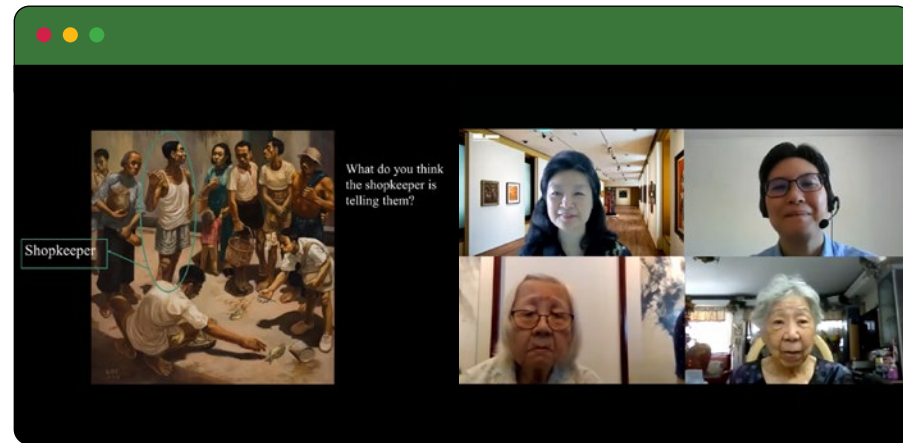 Shopkeeper
What do you think
the shopkeeper is
telling them?